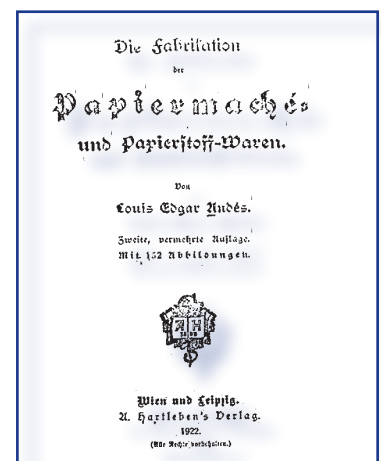 Die Fabrikation
der
Papiermaché-
und Papierstoff-Waren.
Von
Louis Edgar Andés.
Zweite, vermehrte Auflage.
Mit 132 Abbildungen.
A H
Wien und Leipzig.
A. Hartleben's Verlag.
1922.
(Alle Rechte vorbehalten.)